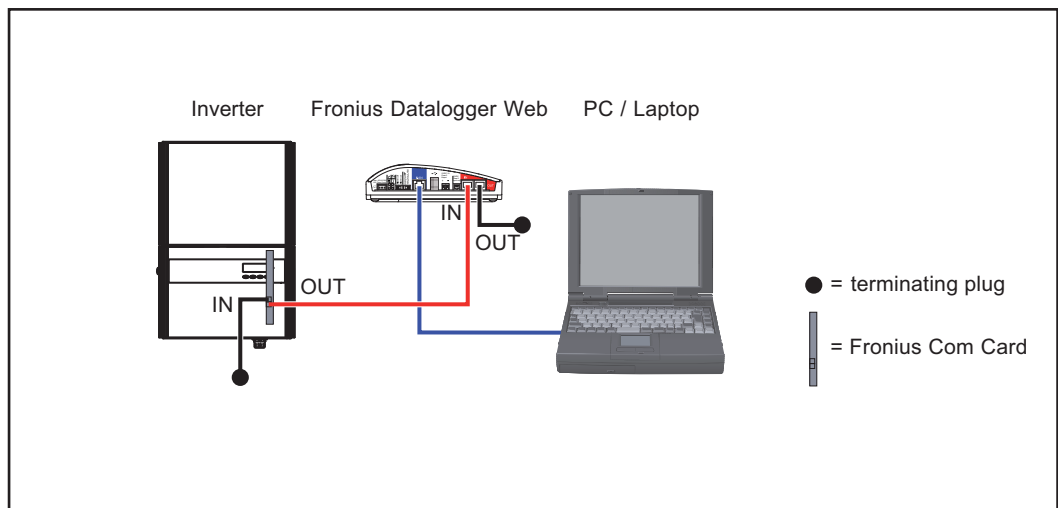 Inverter
Fronius Datalogger Web
PC / Laptop
IN
OUT
OUT
IN
= terminating plug
= Fronius Com Card